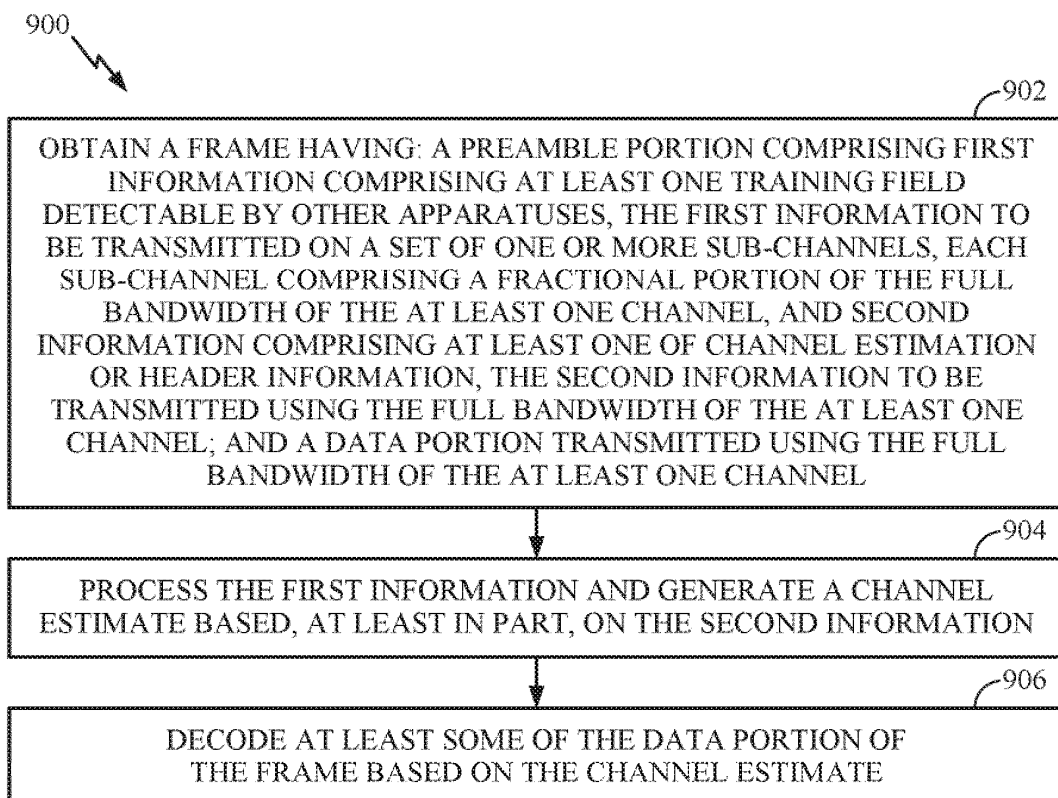 900
902
OBTAIN A FRAME HAVING: A PREAMBLE PORTION COMPRISING FIRST
INFORMATION COMPRISING AT LEAST ONE TRAINING FIELD
DETECTABLE BY OTHER APPARATUSES, THE FIRST INFORMATION TO
BE TRANSMITTED ON A SET OF ONE OR MORE SUB-CHANNELS, EACH
SUB-CHANNEL COMPRISING A FRACTIONAL PORTION OF THE FULL
BANDWIDTH OF THE AT LEAST ONE CHANNEL, AND SECOND
INFORMATION COMPRISING AT LEAST ONE OF CHANNEL ESTIMATION
OR HEADER INFORMATION, THE SECOND INFORMATION TO BE
TRANSMITTED USING THE FULL BANDWIDTH OF THE AT LEAST ONE
CHANNEL; AND A DATA PORTION TRANSMITTED USING THE FULL
BANDWIDTH OF THE AT LEAST ONE CHANNEL
904
PROCESS THE FIRST INFORMATION AND GENERATE A CHANNEL
ESTIMATE BASED, AT LEAST IN PART, ON THE SECOND INFORMATION
906
DECODE AT LEAST SOME OF THE DATA PORTION OF
THE FRAME BASED ON THE CHANNEL ESTIMATE